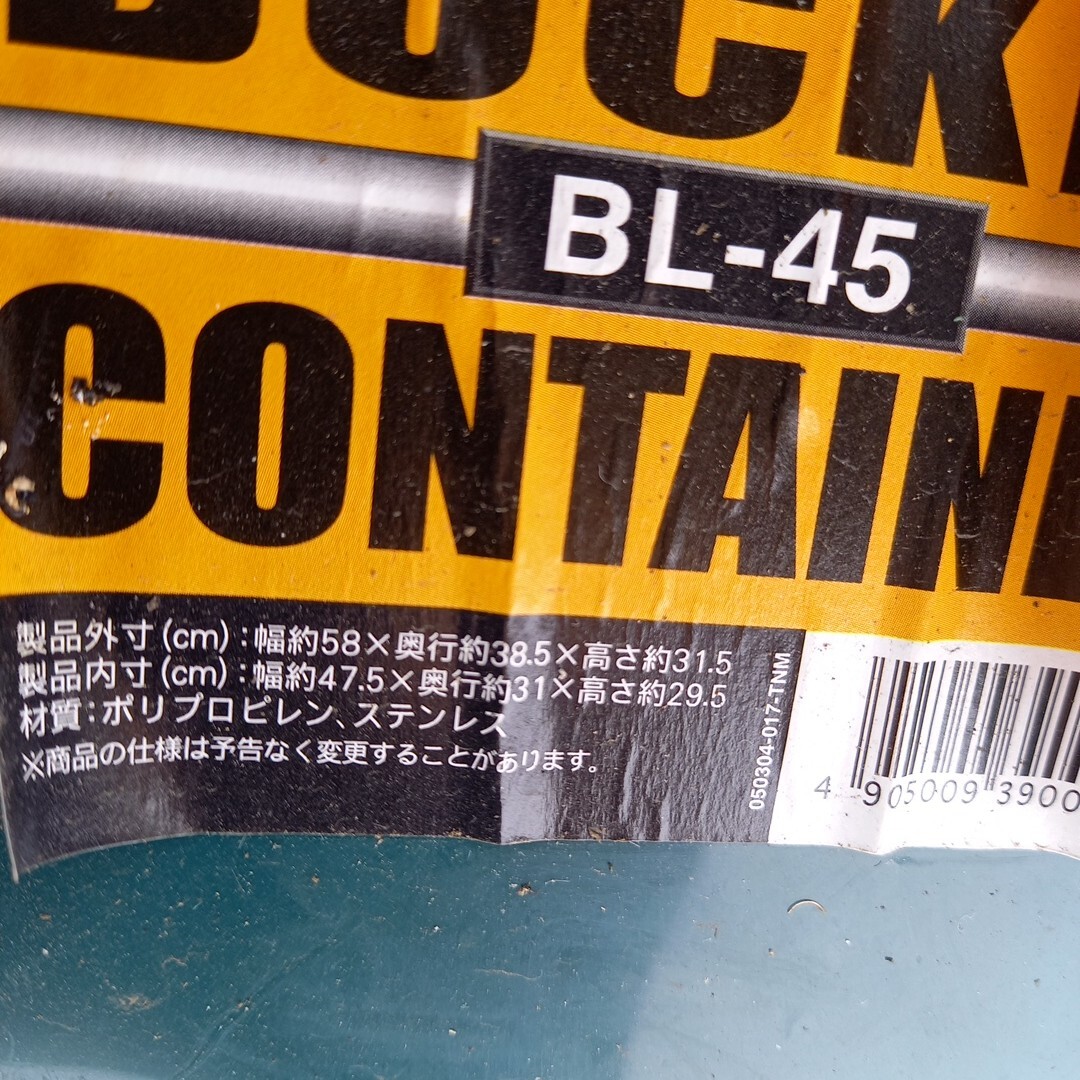 BUCK
BL-45
CONTAIN
製品外寸(cm):幅約58×奥行約38.5×高さ約31.5
製品内寸(cm):幅約47.5×奥行約31×高さ約29.5
材質:ポリプロピレン、ステンレス
※商品の仕様は予告なく変更することがあります。
050304-017-TNM
4 905009 3900